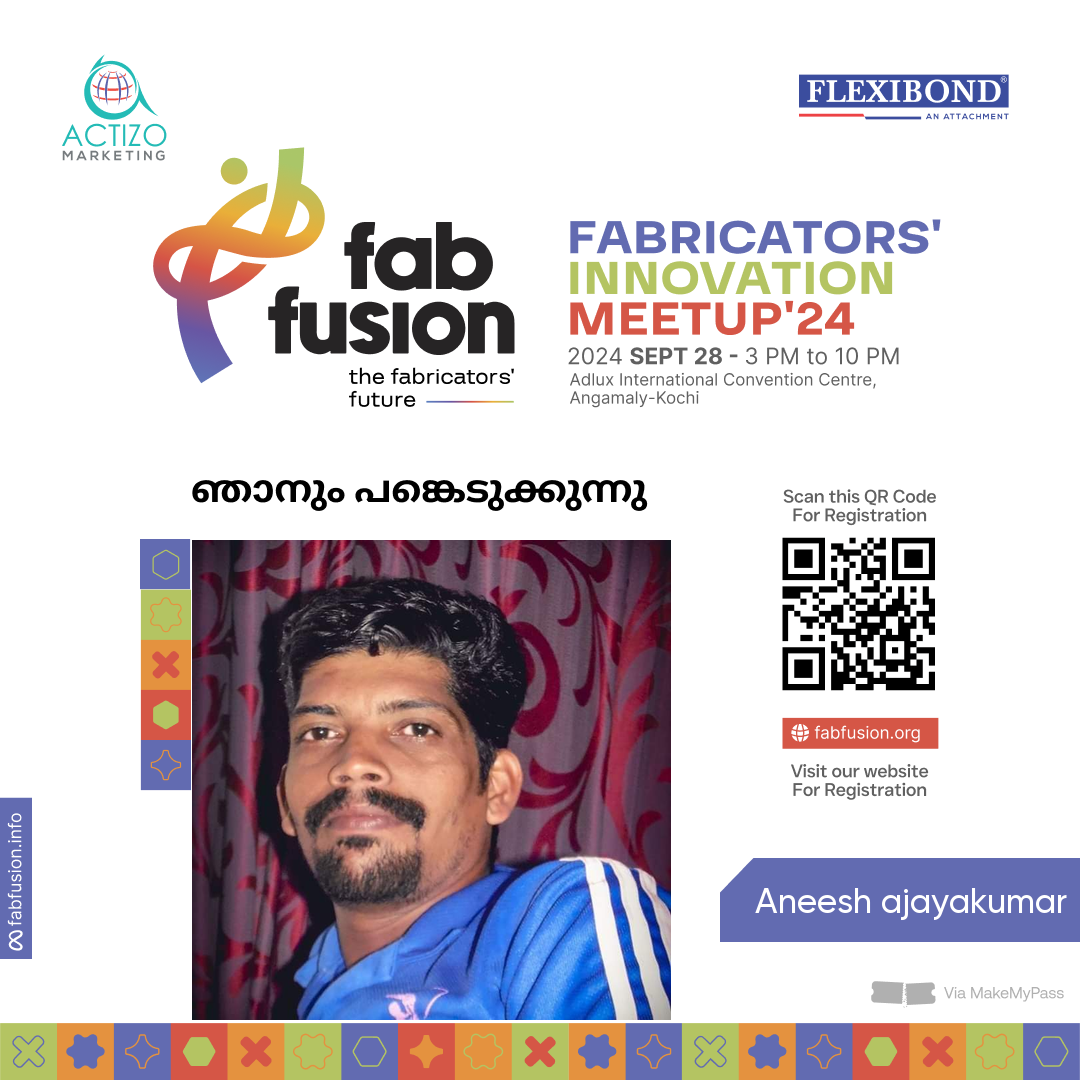 ACTIZO
MARKETING
FLEXIBOND®
AN ATTACHMENT
fab
fusion
the fabricators'
future
FABRICATORS'
INNOVATION
MEETUP'24
2024 SEPT 28 - 3 PM to 10 PM
Adlux International Convention Centre,
Angamaly-Kochi
ഞാനും പങ്കെടുക്കുന്നു
Scan this QR Code
For Registration
fabfusion.org
Visit our website
For Registration
fabfusion.info
Aneesh ajayakumar
Via MakeMyPass